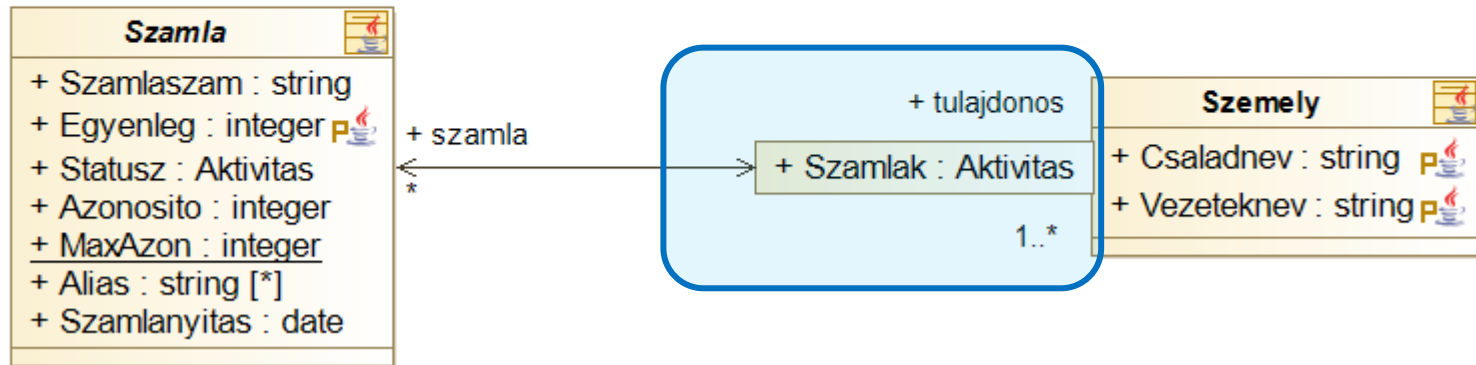 Szamla
+ Szamlaszam : string
+ Egyenleg : integer P
+ Statusz : Aktivitas
+ Azonosito : integer
+ MaxAzon : integer
+ Alias : string [*]
+ Szamlanyitas : date
+ szamla
*
+ tulajdonos
+ Szamlak : Aktivitas
1..*
Szemely
+ Csaladnev : string P
+ Vezeteknev : string P